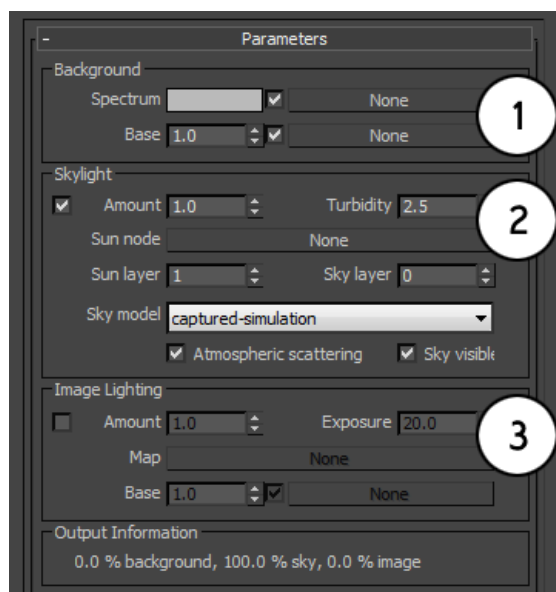 - Parameters
Background
Spectrum None
1
Base 1.0 None
Skylight
Amount 1.0 Turbidity 2.5
2
Sun node None
Sun layer 1 Sky layer 0
Sky model captured-simulation
Atmospheric scattering Sky visible
Image Lighting
Amount 1.0 Exposure 20.0
3
Map None
Base 1.0 None
Output Information
0.0 % background, 100.0 % sky, 0.0 % image